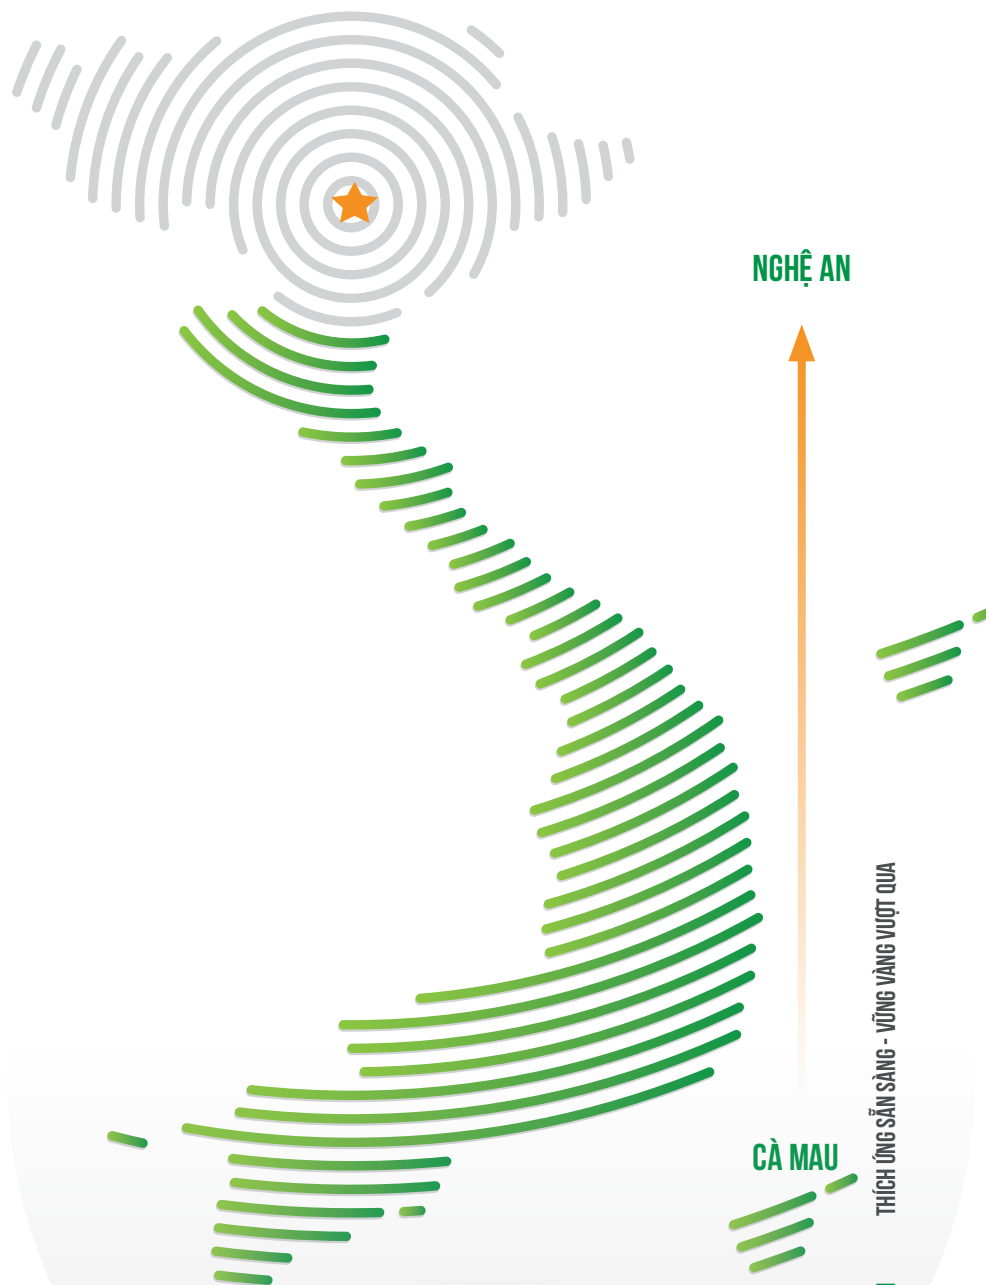 NGHỆ AN
THÍCH ỨNG SẴN SÀNG - VỮNG VÀNG VƯỢT QUA
CÀ MAU